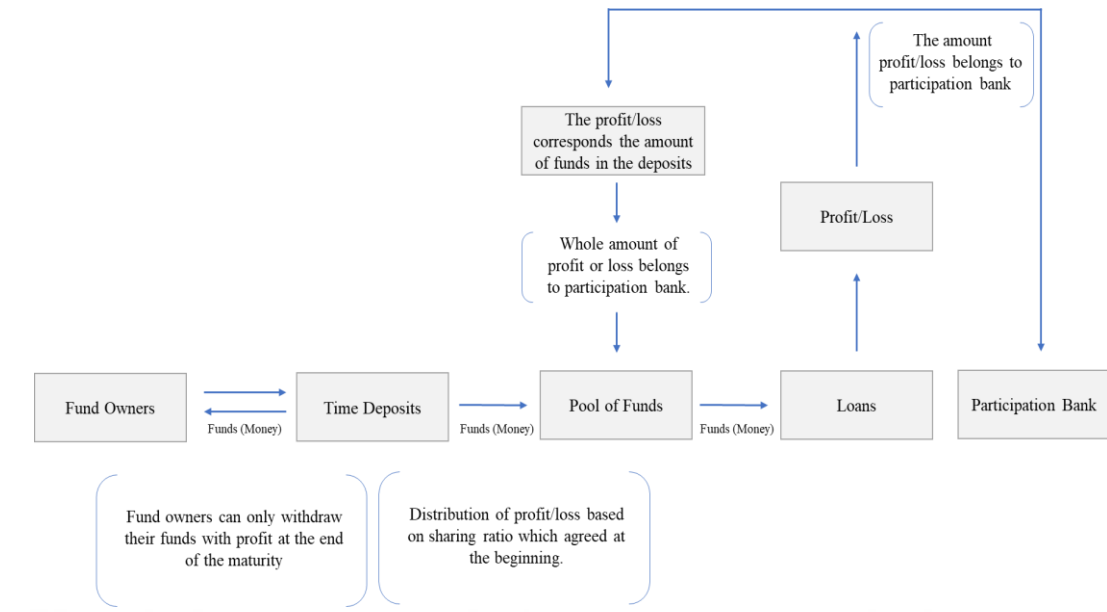 The amount
profit/loss belongs to
participation bank
The profit/loss
corresponds the amount
of funds in the deposits
Profit/Loss
Whole amount of
profit or loss belongs
to participation bank.
Fund Owners
Funds (Money)
Time Deposits
Funds (Money)
Pool of Funds
Funds (Money)
Loans
Participation Bank
Fund owners can only withdraw
their funds with profit at the end
of the maturity
Distribution of profit/loss based
on sharing ratio which agreed at
the beginning.